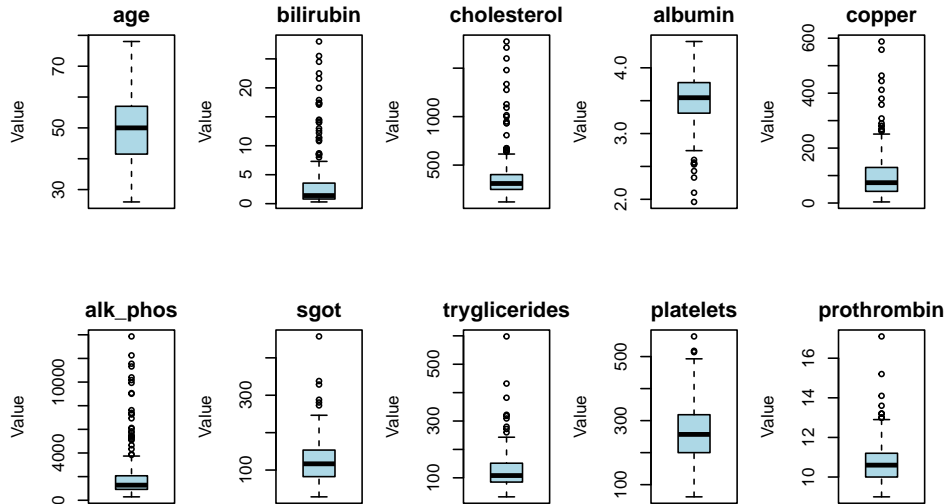 age
bilirubin
cholesterol
albumin
copper
Value
30
50
70
Value
0
5
10
20
Value
500
1000
Value
2.0
3.0
4.0
Value
0
200
400
600
alk_phos
sgot
tryglicerides
platelets
prothrombin
Value
0
4000
10000
Value
100
300
Value
100
300
500
Value
100
300
500
Value
10
12
14
16